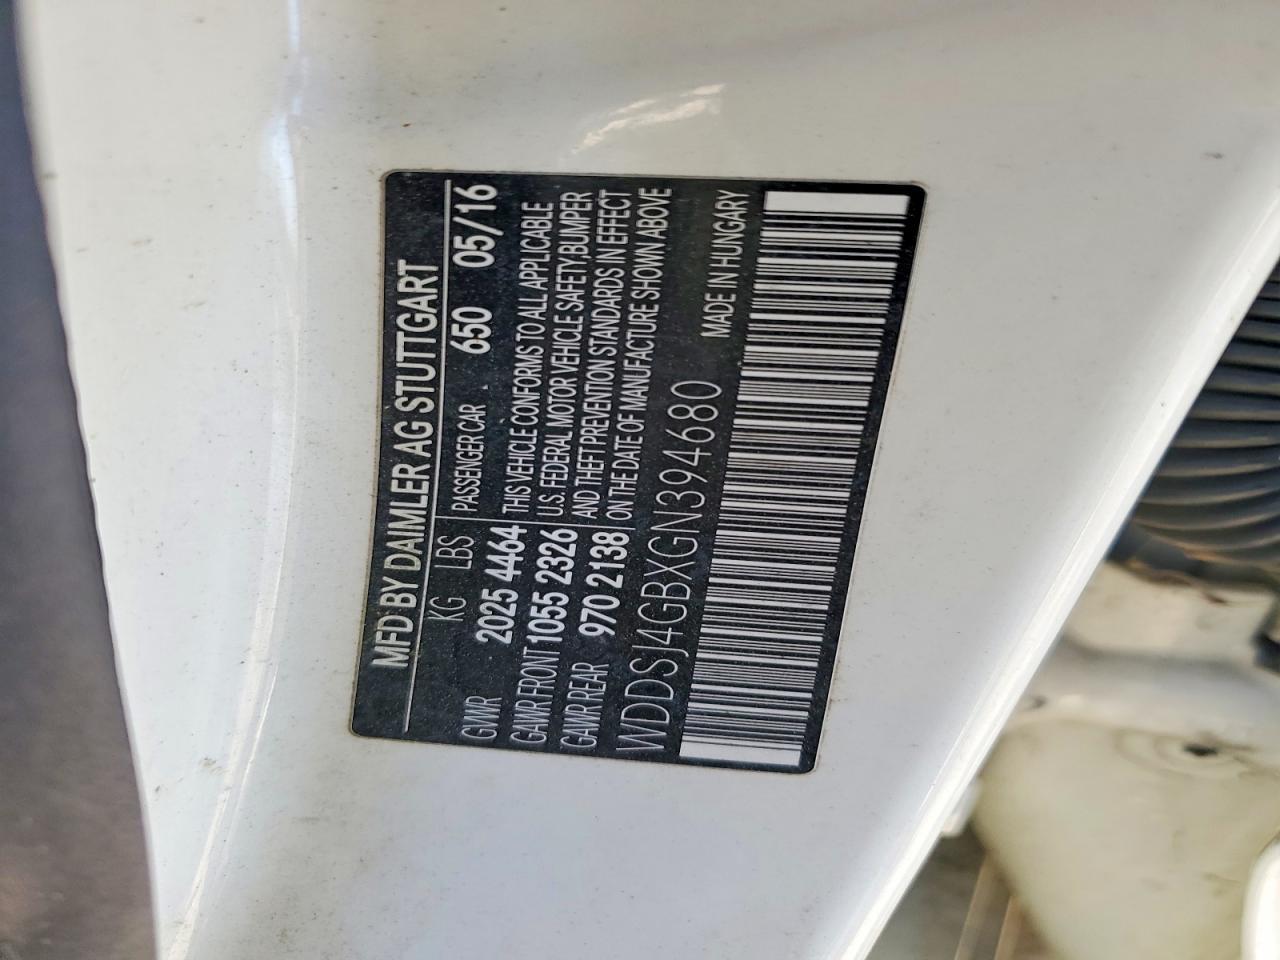 MFD BY DAIMLER AG STUTTGART
KG LBS PASSENGER CAR 650 05/16
GVWR 2025 4464 THIS VEHICLE CONFORMS TO ALL APPLICABLE
GAWR FRONT 1055 2326 U.S. FEDERAL MOTOR VEHICLE SAFETY,BUMPER
GAWR REAR 970 2138 AND THEFT PREVENTION STANDARDS IN EFFECT
ON THE DATE OF MANUFACTURE SHOWN ABOVE
WDDSJ4GBXGN394680 MADE IN HUNGARY